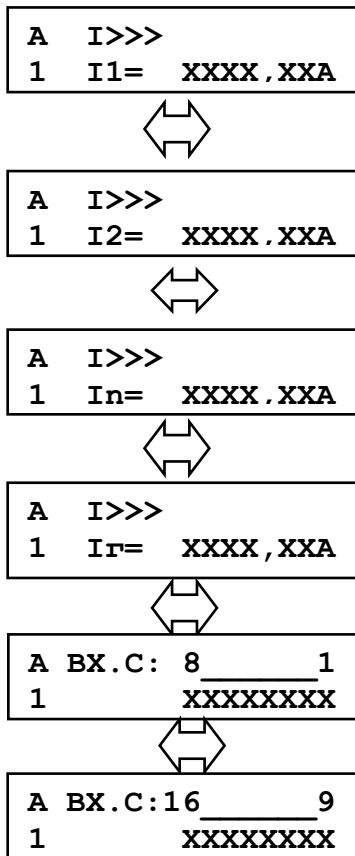 A I>>>
1 I1= XXXX,XXA
A I>>>
1 I2= XXXX.XXA
A I>>>
1 In= XXXX.XXA
A I>>>
1 Ir= XXXX,XXA
A BX.C: 8______1
1 XXXXXXXX
A BX.C:16______9
1 XXXXXXXX